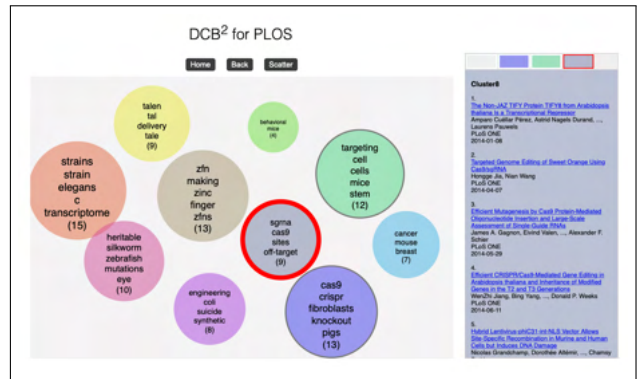 DCB² for PLOS
Home Back Scatter
talen
tal
delivery
tale
(9)
behavioral
mice
(4)
targeting
cell
cells
mice
stem
(12)
strains
strain
elegans
c
transcriptome
(15)
zfn
making
zinc
finger
zfns
(13)
sgrna
cas9
sites
off-target
(9)
cancer
mouse
breast
(7)
heritable
silkworm
zebrafish
mutations
eye
(10)
engineering
coli
suicide
synthetic
(8)
cas9
crispr
fibroblasts
knockout
pigs
(13)
1.
The Non-JAZ TIFY Protein TIFY8 from Arabidopsis
thaliana Is a Transcriptional Repressor
Amparo Cuéllar Pérez, Astrid Nagels Durand, ...,
Laurens Pauwels
PLoS ONE
2014-01-08
2.
Targeted Genome Editing of Sweet Orange Using
Cas9/sgRNA
Hongge Jia, Nian Wang
PLoS ONE
2014-04-07
3.
Efficient Mutagenesis by Cas9 Protein-Mediated
Oligonucleotide Insertion and Large-Scale
Assessment of Single-Guide RNAs
James A. Gagnon, Eivind Valen, ..., Alexander F.
Schier
PLoS ONE
2014-05-29
4.
Efficient CRISPR/Cas9-Mediated Gene Editing in
Arabidopsis thaliana and Inheritance of Modified
Genes in the T2 and T3 Generations
WenZhi Jiang, Bing Yang, ..., Donald P. Weeks
PLoS ONE
2014-06-11
5.
Hybrid Lentivirus-phiC31-int-NLS Vector Allows
Site-Specific Recombination in Murine and Human
Cells but Induces DNA Damage
Nicolas Grandchamp, Dorothée Altémir, ..., Chamsy